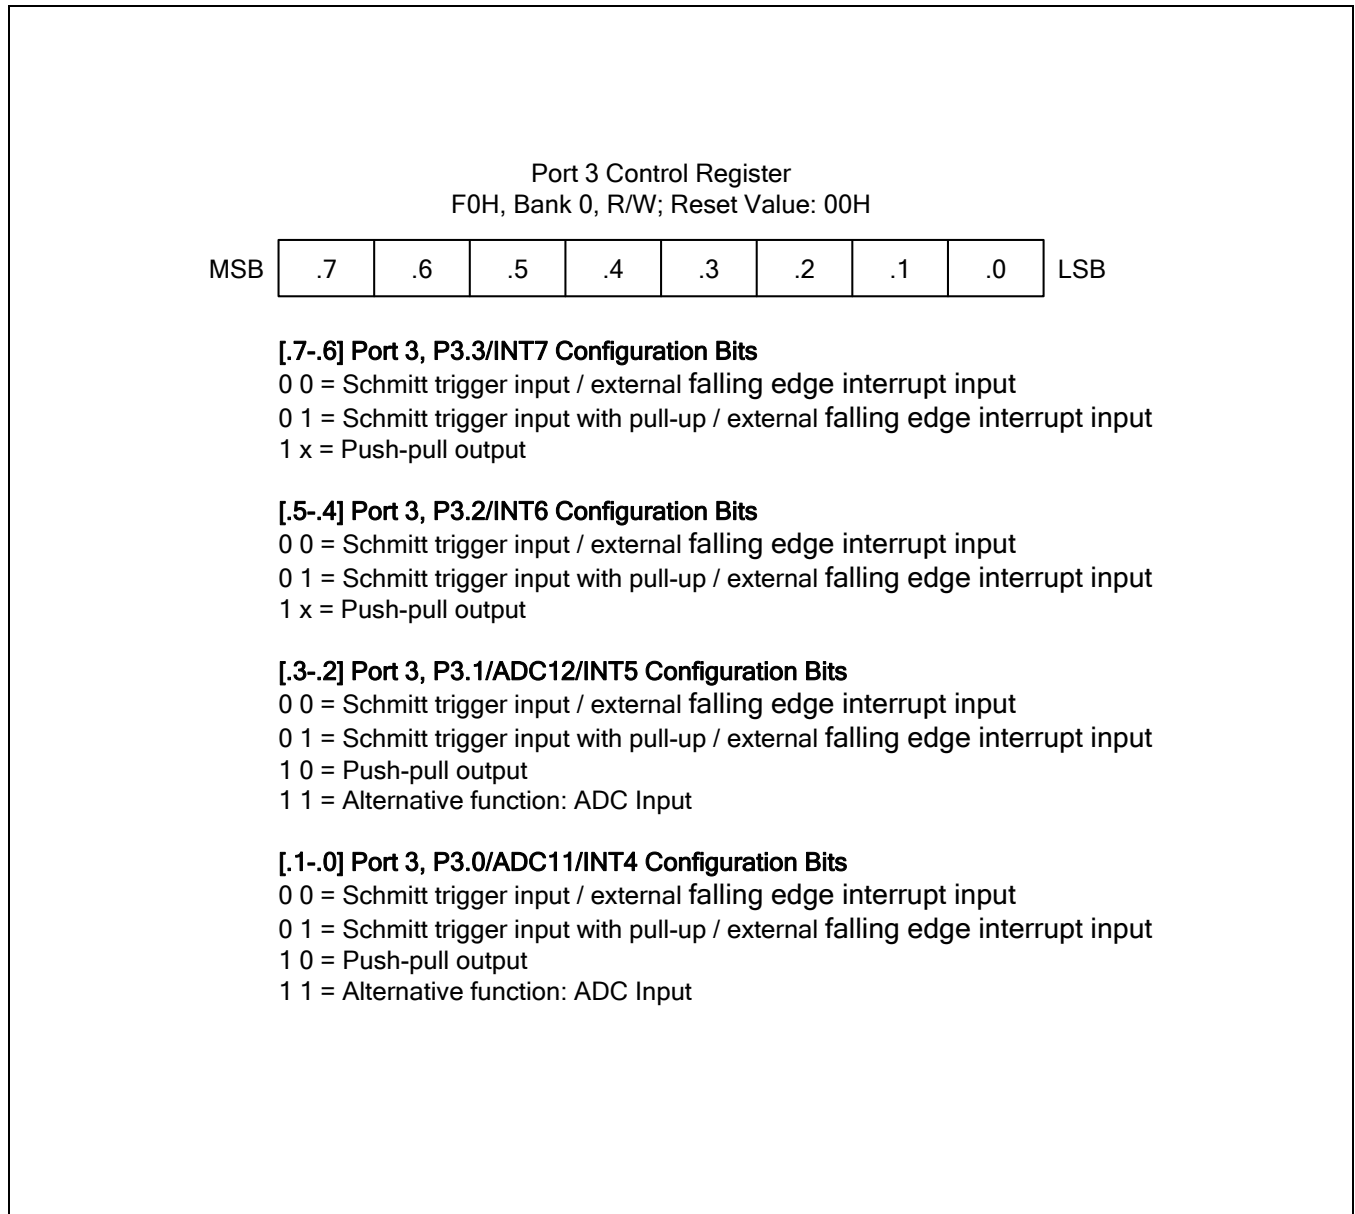 Port 3 Control Register
F0H, Bank 0, R/W; Reset Value: 00H
MSB .7 .6 .5 .4 .3 .2 .1 .0 LSB
[.7-.6] Port 3, P3.3/INT7 Configuration Bits
0 0 = Schmitt trigger input / external falling edge interrupt input
0 1 = Schmitt trigger input with pull-up / external falling edge interrupt input
1 x = Push-pull output
[.5-.4] Port 3, P3.2/INT6 Configuration Bits
0 0 = Schmitt trigger input / external falling edge interrupt input
0 1 = Schmitt trigger input with pull-up / external falling edge interrupt input
1 x = Push-pull output
[.3-.2] Port 3, P3.1/ADC12/INT5 Configuration Bits
0 0 = Schmitt trigger input / external falling edge interrupt input
0 1 = Schmitt trigger input with pull-up / external falling edge interrupt input
1 0 = Push-pull output
1 1 = Alternative function: ADC Input
[.1-.0] Port 3, P3.0/ADC11/INT4 Configuration Bits
0 0 = Schmitt trigger input / external falling edge interrupt input
0 1 = Schmitt trigger input with pull-up / external falling edge interrupt input
1 0 = Push-pull output
1 1 = Alternative function: ADC Input